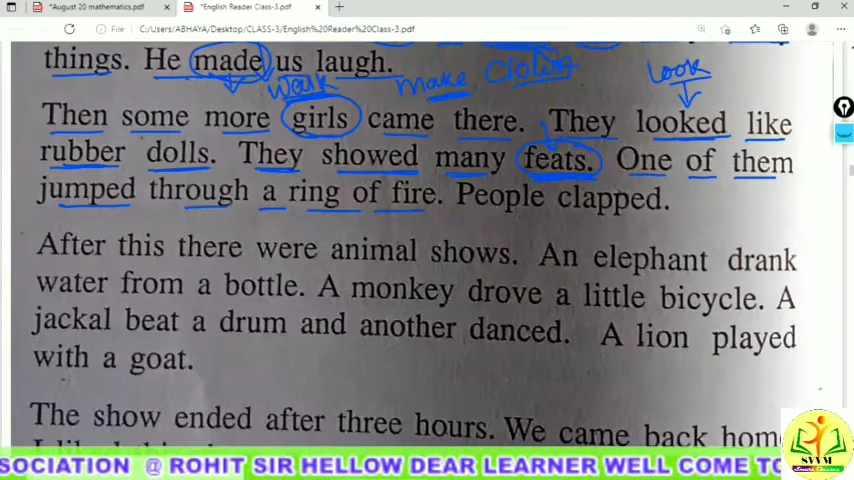 *August 20 mathematics.pdf
*English Reader Class-3.pdf
File
C:/Users/ABHAYA/Desktop/CLASS-3/English%20Reader%20Class-3.pdf
things. He made us laugh.
Make Clown
Look
Then some more girls came there. They looked like
rubber dolls. They showed many feats. One of them
jumped through a ring of fire. People clapped.
After this there were animal shows. An elephant drank
water from a bottle. A monkey drove a little bicycle. A
jackal beat a drum and another danced. A lion played
with a goat.
The show ended after three hours. We came back home
SOCIATION @ ROHIT SIR HELLOW DEAR LEARNER WELL COME TO
SVVM